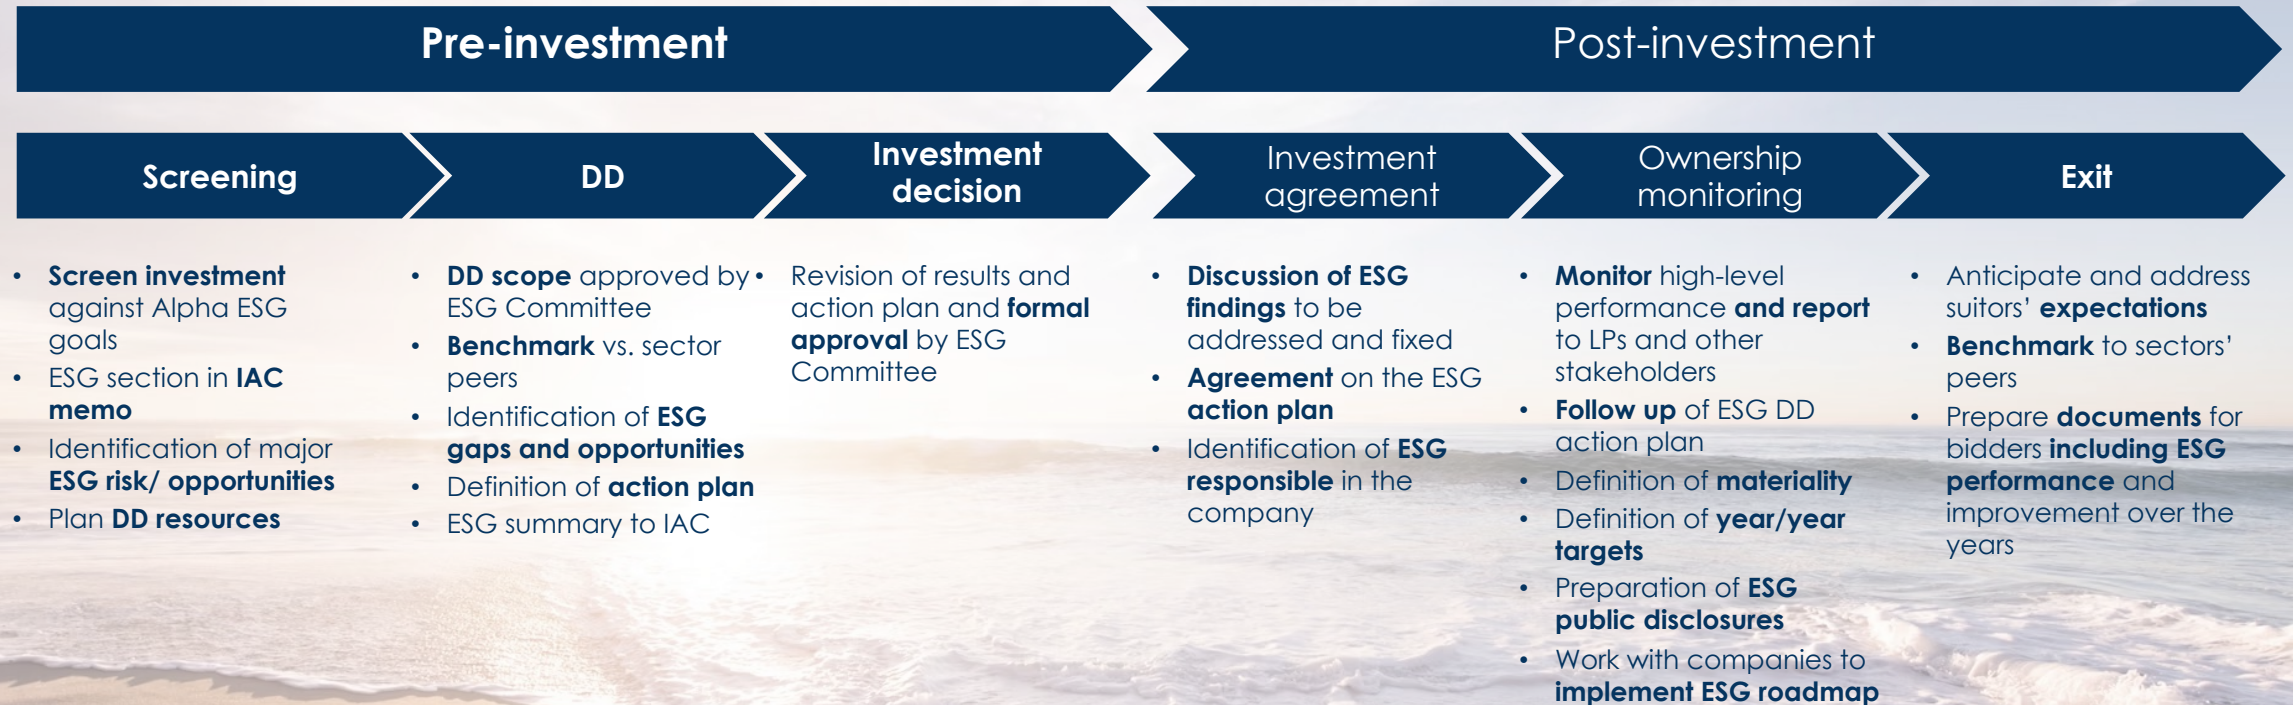 Pre-investment
Post-investment
Screening
DD
Investment
decision
Investment
agreement
Ownership
monitoring
Exit
• Screen investment
against Alpha ESG
goals
• ESG section in IAC
memo
• Identification of major
ESG risk/ opportunities
• Plan DD resources
• DD scope approved by
ESG Committee
• Benchmark vs. sector
peers
• Identification of ESG
gaps and opportunities
• Definition of action plan
• ESG summary to IAC
• Revision of results and
action plan and formal
approval by ESG
Committee
• Discussion of ESG
findings to be
addressed and fixed
• Agreement on the ESG
action plan
• Identification of ESG
responsible in the
company
• Monitor high-level
performance and report
to LPs and other
stakeholders
• Follow up of ESG DD
action plan
• Definition of materiality
• Definition of year/year
targets
• Preparation of ESG
public disclosures
• Work with companies to
implement ESG roadmap
• Anticipate and address
suitors’ expectations
• Benchmark to sectors’
peers
• Prepare documents for
bidders including ESG
performance and
improvement over the
years